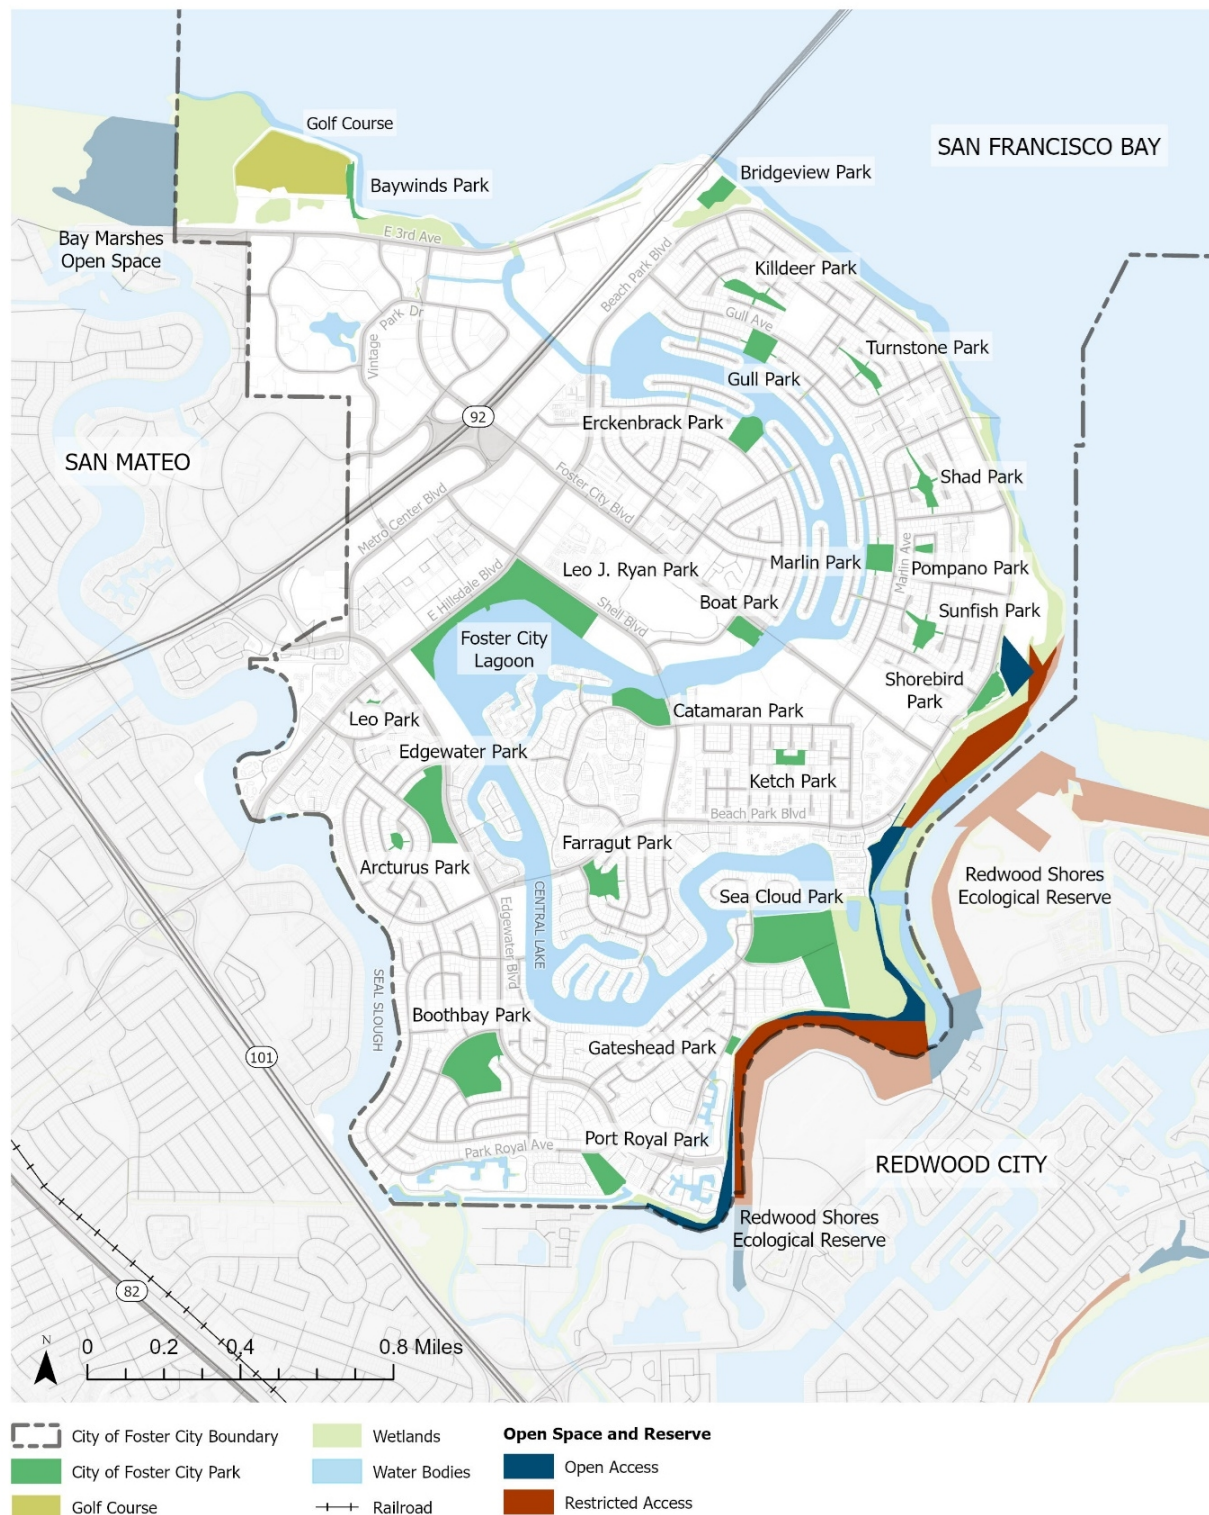 Golf Course
SAN FRANCISCO BAY
Bridgeview Park
Baywinds Park
E 3rd Ave
Bay Marshes
Open Space
Beach Park Blvd
Killdeer Park
Park Dr
Gull Ave
Vintage
Turnstone Park
Gull Park
92
Erckenbrack Park
SAN MATEO
Foster City Blvd
Shad Park
Metro Center Blvd
Marlin Ave
Marlin Park
Pompano Park
Leo J. Ryan Park
E Hillsdale Blvd
Shell Blvd
Boat Park
Sunfish Park
Foster City
Lagoon
Shorebird
Park
Leo Park
Catamaran Park
Edgewater Park
Ketch Park
Beach Park Blvd
Farragut Park
Arcturus Park
Redwood Shores
Ecological Reserve
Sea Cloud Park
Edgewater Blvd
CENTRAL LAKE
SEAL SLOUGH
Boothbay Park
Gateshead Park
101
Port Royal Park
Park Royal Ave
REDWOOD CITY
Redwood Shores
Ecological Reserve
82
N
0 0.2 0.4 0.8 Miles
City of Foster City Boundary
City of Foster City Park
Golf Course
Wetlands
Water Bodies
Railroad
Open Space and Reserve
Open Access
Restricted Access